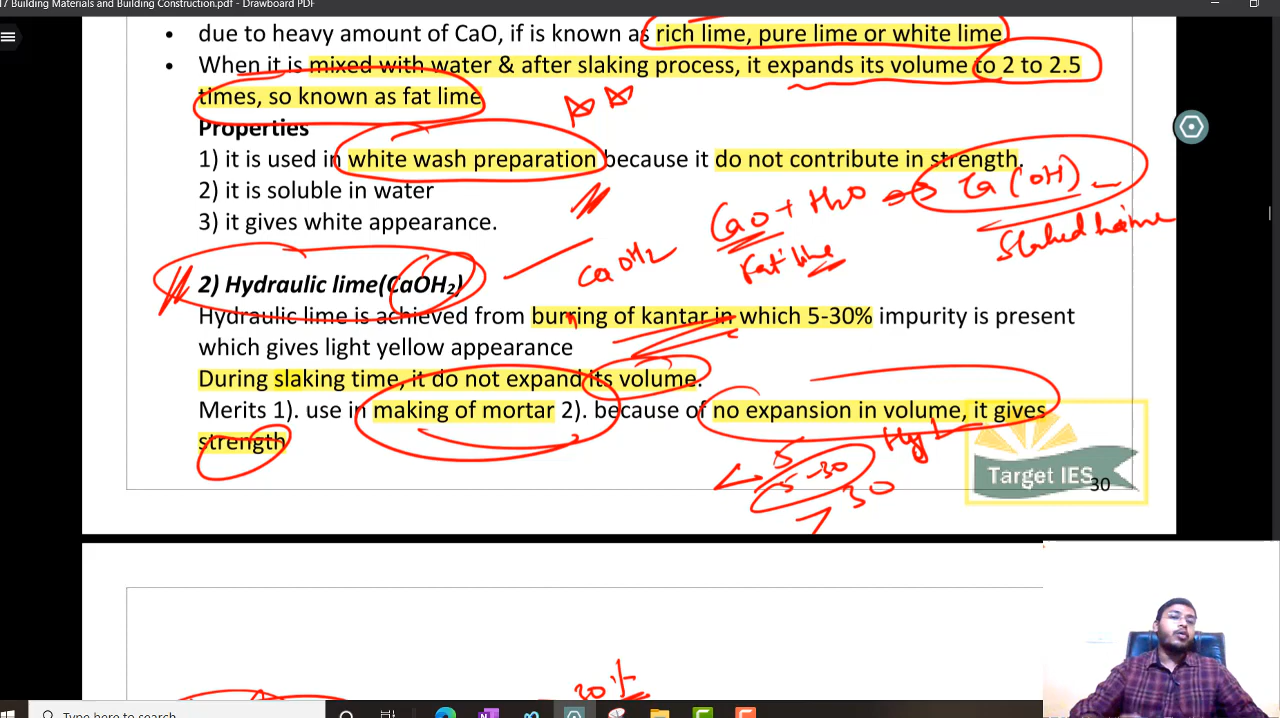 17 Building Materials and Building Construction.pdf - Drawboard PDF
• due to heavy amount of CaO, if is known as rich lime, pure lime or white lime
• When it is mixed with water & after slaking process, it expands its volume to 2 to 2.5
times, so known as fat lime
Properties
1) it is used in white wash preparation because it do not contribute in strength.
2) it is soluble in water
3) it gives white appearance.
CaO + H2O → Ca(OH)
Slaked lime
Fat lime
CaOH2
2) Hydraulic lime(CaOH₂)
Hydraulic lime is achieved from burring of kantar in which 5-30% impurity is present
which gives light yellow appearance
During slaking time, it do not expand its volume.
Merits 1). use in making of mortar 2). because of no expansion in volume, it gives
strength
< 5
5-30
Hy L
> 30
Target IES
30
30%
Type here to search